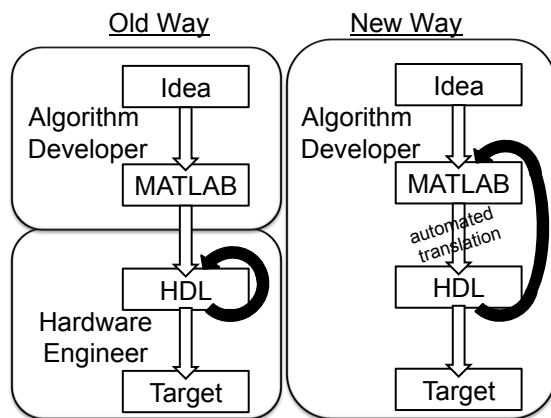 Old Way
Idea
Algorithm
Developer
MATLAB
HDL
Hardware
Engineer
Target
New Way
Idea
Algorithm
Developer
MATLAB
automated
translation
HDL
Target